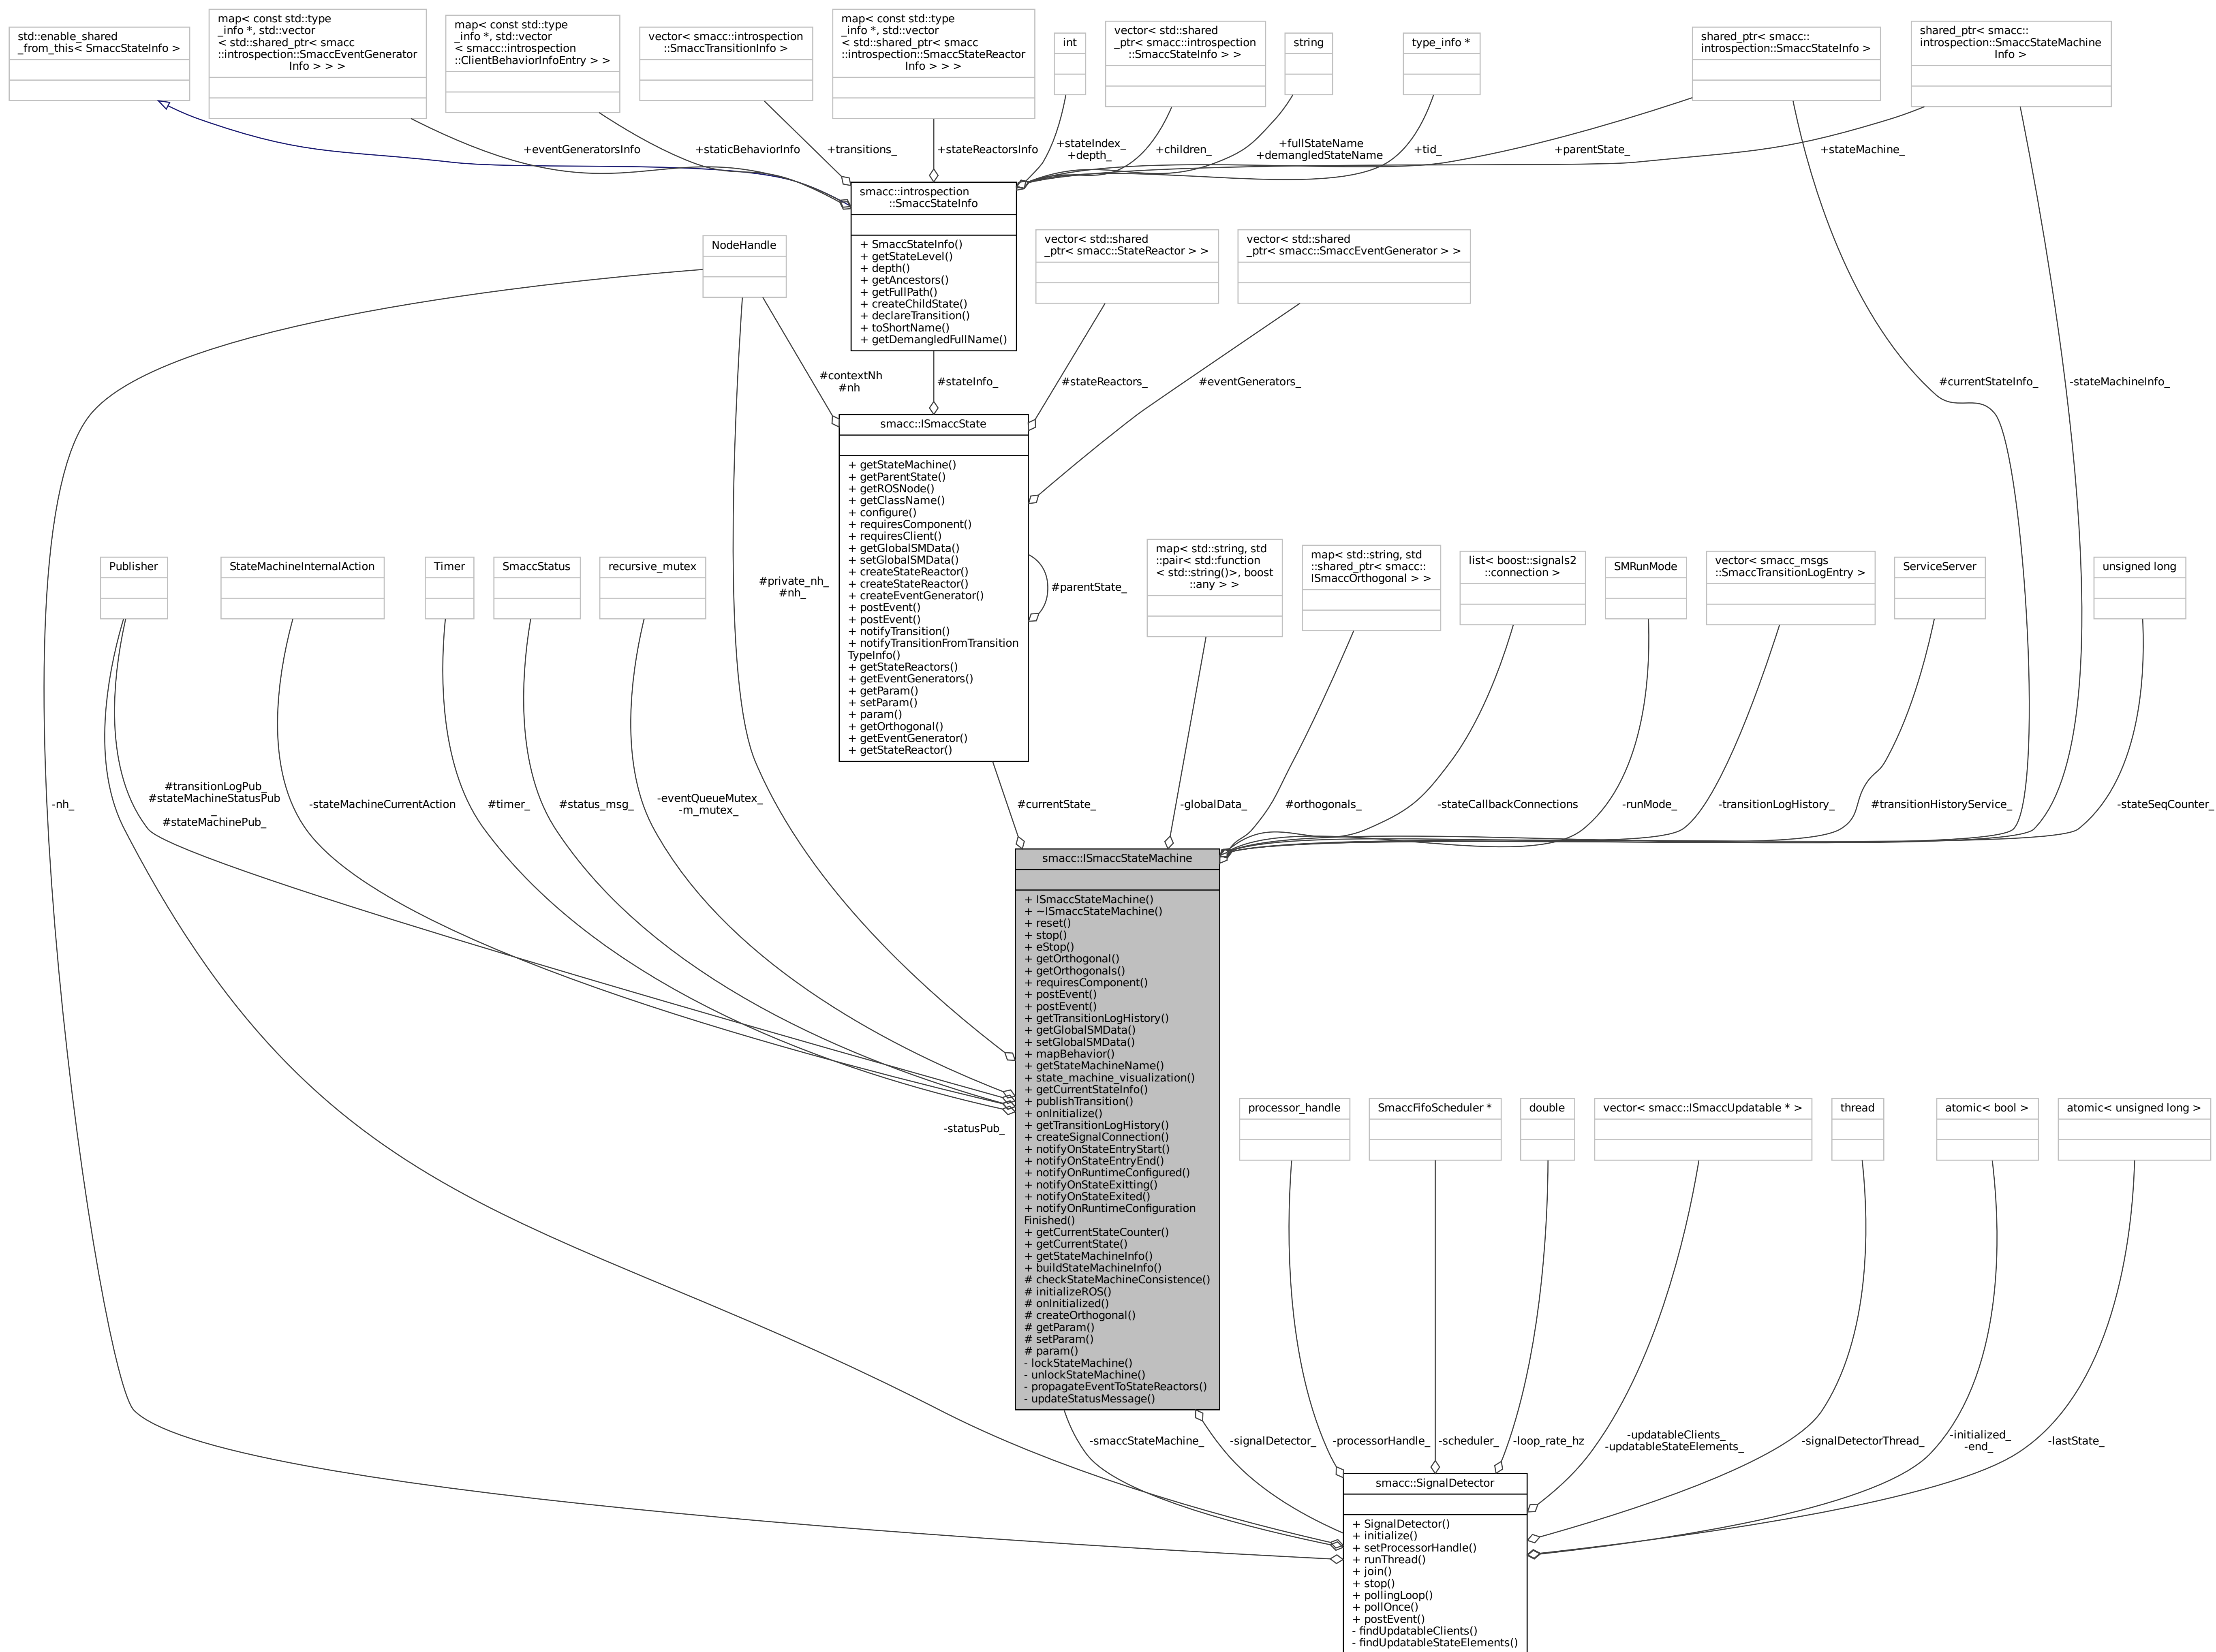 std::enable_shared
_from_this< SmaccStateInfo >
map< const std::type
_info *, std::vector
< std::shared_ptr< smacc
::introspection::SmaccEventGenerator
Info > > >
map< const std::type
_info *, std::vector
< smacc::introspection
::ClientBehaviorInfoEntry > >
vector< smacc::introspection
::SmaccTransitionInfo >
map< const std::type
_info *, std::vector
< std::shared_ptr< smacc
::introspection::SmaccStateReactor
Info > > >
int
vector< std::shared
_ptr< smacc::introspection
::SmaccStateInfo > >
string
type_info *
shared_ptr< smacc::
introspection::SmaccStateInfo >
shared_ptr< smacc::
introspection::SmaccStateMachine
Info >
+eventGeneratorsInfo
+staticBehaviorInfo
+transitions_
+stateReactorsInfo
+stateIndex_
+depth_
+children_
+fullStateName
+demangledStateName
+tid_
+parentState_
+stateMachine_
smacc::introspection
::SmaccStateInfo
+ SmaccStateInfo()
+ getStateLevel()
+ depth()
+ getAncestors()
+ getFullPath()
+ createChildState()
+ declareTransition()
+ toShortName()
+ getDemangledFullName()
NodeHandle
vector< std::shared
_ptr< smacc::StateReactor > >
vector< std::shared
_ptr< smacc::SmaccEventGenerator > >
#contextNh
#nh
#stateInfo_
#stateReactors_
#eventGenerators_
#currentStateInfo_
-stateMachineInfo_
smacc::ISmaccState
+ getStateMachine()
+ getParentState()
+ getROSNode()
+ getClassName()
+ configure()
+ requiresComponent()
+ requiresClient()
+ getGlobalSMData()
+ setGlobalSMData()
+ createStateReactor()
+ createStateReactor()
+ createEventGenerator()
+ postEvent()
+ postEvent()
+ notifyTransition()
+ notifyTransitionFromTransition
TypeInfo()
+ getStateReactors()
+ getEventGenerators()
+ getParam()
+ setParam()
+ param()
+ getOrthogonal()
+ getEventGenerator()
+ getStateReactor()
#parentState_
#private_nh_
#nh_
Publisher
StateMachineInternalAction
Timer
SmaccStatus
recursive_mutex
map< std::string, std
::pair< std::function
< std::string()>, boost
::any > >
map< std::string, std
::shared_ptr< smacc::
ISmaccOrthogonal > >
list< boost::signals2
::connection >
SMRunMode
vector< smacc_msgs
::SmaccTransitionLogEntry >
ServiceServer
unsigned long
-nh_
#transitionLogPub_
#stateMachineStatusPub
_
#stateMachinePub_
-stateMachineCurrentAction
#timer_
#status_msg_
-eventQueueMutex_
-m_mutex_
#currentState_
-globalData_
#orthogonals_
-stateCallbackConnections
-runMode_
-transitionLogHistory_
#transitionHistoryService_
-stateSeqCounter_
smacc::ISmaccStateMachine
+ ISmaccStateMachine()
+ ~ISmaccStateMachine()
+ reset()
+ stop()
+ eStop()
+ getOrthogonal()
+ getOrthogonals()
+ requiresComponent()
+ postEvent()
+ postEvent()
+ getTransitionLogHistory()
+ getGlobalSMData()
+ setGlobalSMData()
+ mapBehavior()
+ getStateMachineName()
+ state_machine_visualization()
+ getCurrentStateInfo()
+ publishTransition()
+ onInitialize()
+ getTransitionLogHistory()
+ createSignalConnection()
+ notifyOnStateEntryStart()
+ notifyOnStateEntryEnd()
+ notifyOnRuntimeConfigured()
+ notifyOnStateExitting()
+ notifyOnStateExited()
+ notifyOnRuntimeConfiguration
Finished()
+ getCurrentStateCounter()
+ getCurrentState()
+ getStateMachineInfo()
+ buildStateMachineInfo()
# checkStateMachineConsistence()
# initializeROS()
# onInitialized()
# createOrthogonal()
# getParam()
# setParam()
# param()
- lockStateMachine()
- unlockStateMachine()
- propagateEventToStateReactors()
- updateStatusMessage()
-statusPub_
processor_handle
SmaccFifoScheduler *
double
vector< smacc::ISmaccUpdatable * >
thread
atomic< bool >
atomic< unsigned long >
-smaccStateMachine_
-signalDetector_
-processorHandle_
-scheduler_
-loop_rate_hz
-updatableClients_
-updatableStateElements_
-signalDetectorThread_
-initialized_
-end_
-lastState_
smacc::SignalDetector
+ SignalDetector()
+ initialize()
+ setProcessorHandle()
+ runThread()
+ join()
+ stop()
+ pollingLoop()
+ pollOnce()
+ postEvent()
- findUpdatableClients()
- findUpdatableStateElements()